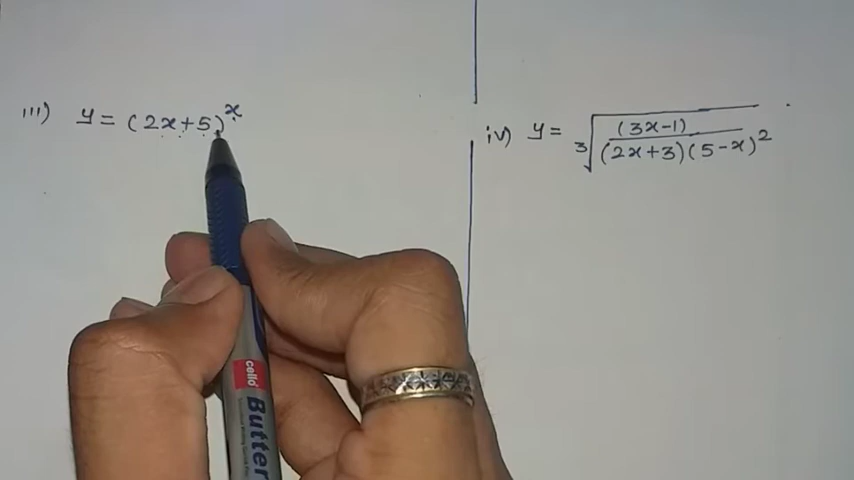 iii) y = (2x+5)^x
iv) y = ∛((3x-1)/((2x+3)(5-x)^2))
cello
Butter